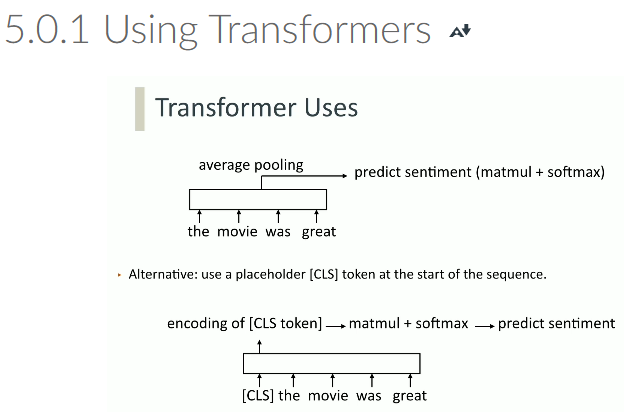 5.0.1 Using Transformers
Transformer Uses
average pooling
predict sentiment (matmul + softmax)
the movie was great
Alternative: use a placeholder [CLS] token at the start of the sequence.
encoding of [CLS token] → matmul + softmax → predict sentiment
[CLS] the movie was great